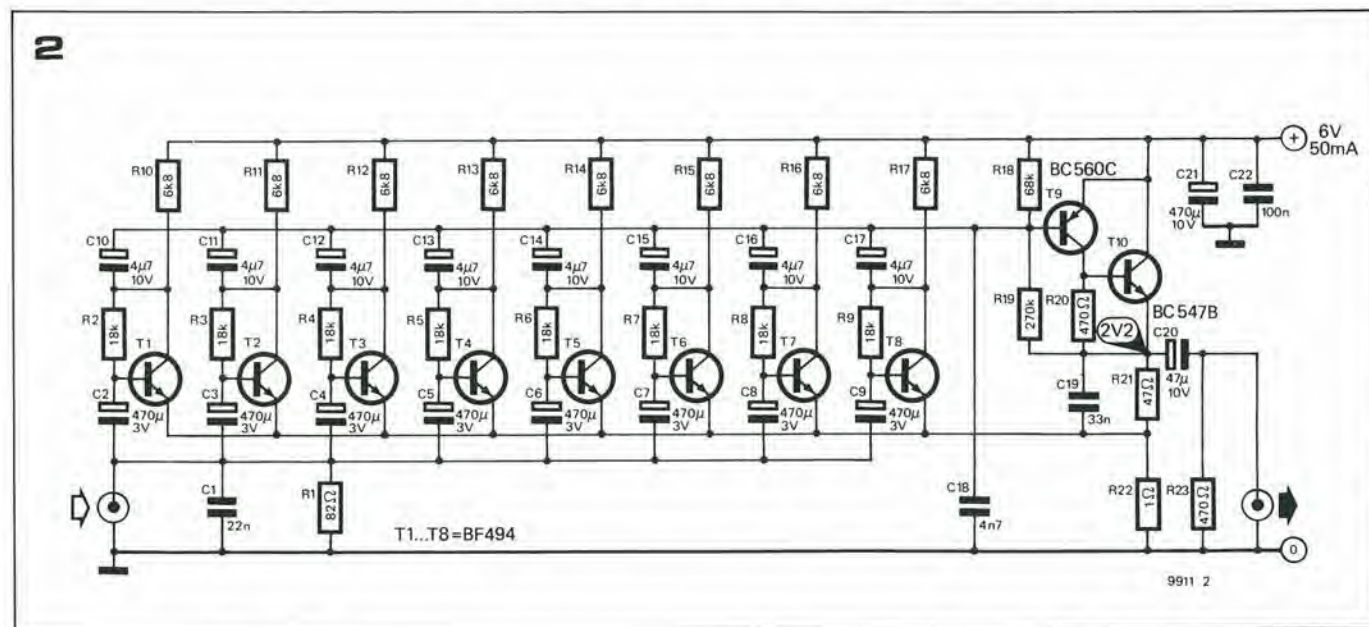 2
6V
50mA
R10
6k8
R11
6k8
R12
6k8
R13
6k8
R14
6k8
R15
6k8
R16
6k8
R17
6k8
R18
68k
BC560C
T9
C21
470µ
10V
C22
100n
C10
4µ7
10V
C11
4µ7
10V
C12
4µ7
10V
C13
4µ7
10V
C14
4µ7
10V
C15
4µ7
10V
C16
4µ7
10V
C17
4µ7
10V
T10
BC547B
R2
18k
T1
R3
18k
T2
R4
18k
T3
R5
18k
T4
R6
18k
T5
R7
18k
T6
R8
18k
T7
R9
18k
T8
R19
270k
R20
470Ω
2V2
C20
47µ
10V
C2
470µ
3V
C3
470µ
3V
C4
470µ
3V
C5
470µ
3V
C6
470µ
3V
C7
470µ
3V
C8
470µ
3V
C9
470µ
3V
C19
33n
R21
47Ω
C1
22n
R1
82Ω
C18
4n7
R22
1Ω
R23
470Ω
T1...T8=BF494
0
9911 2